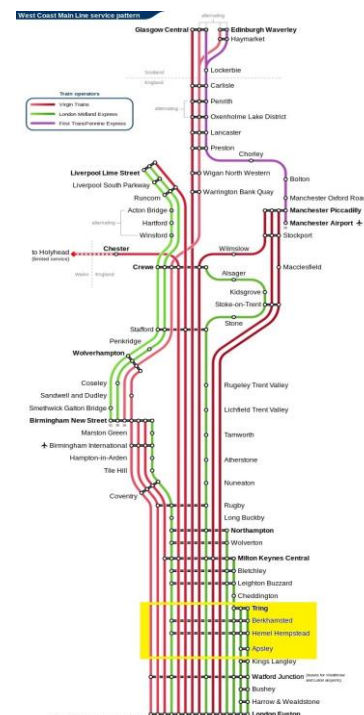 West Coast Main Line service pattern
alternating
Glasgow Central
Edinburgh Waverley
Haymarket
Lockerbie
Scotland
England
Carlisle
Train operators
Virgin Trains
London Midland Express
First TransPennine Express
Penrith
alternating
Oxenholme Lake District
Lancaster
Preston
Chorley
Liverpool Lime Street
Wigan North Western
Bolton
Liverpool South Parkway
Runcorn
Warrington Bank Quay
Manchester Oxford Road
Acton Bridge
Manchester Piccadilly
alternating
Hartford
Manchester Airport
Winsford
Stockport
to Holyhead
(limited service)
Chester
Wilmslow
Crewe
Macclesfield
Wales
England
Alsager
Kidsgrove
Stoke-on-Trent
Stafford
Stone
Penkridge
Wolverhampton
Coseley
Rugeley Trent Valley
Sandwell and Dudley
Smethwick Galton Bridge
Lichfield Trent Valley
Birmingham New Street
Marston Green
Tamworth
Birmingham International
Hampton-in-Arden
Atherstone
Tile Hill
Nuneaton
Coventry
Rugby
Long Buckby
Northampton
Wolverton
Milton Keynes Central
Bletchley
Leighton Buzzard
Cheddington
Tring
Berkhamsted
Hemel Hempstead
Apsley
Kings Langley
Watford Junction
Bushey
Harrow & Wealdstone
London Euston